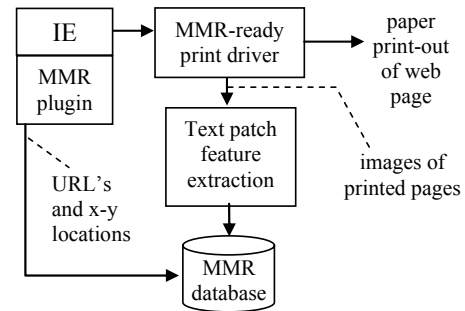 IE
MMR
plugin
MMR-ready
print driver
paper
print-out
of web
page
Text patch
feature
extraction
images of
printed pages
URL's
and x-y
locations
MMR
database